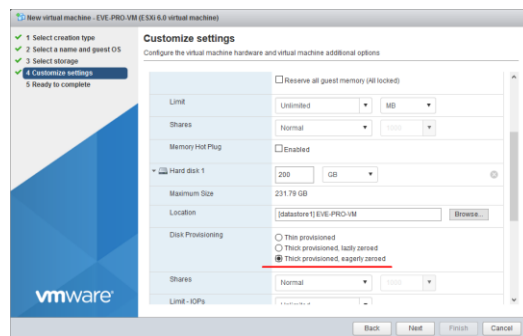 New virtual machine - EVE-PRO-VM (ESXi 6.0 virtual machine)
1 Select creation type
2 Select a name and guest OS
3 Select storage
4 Customize settings
5 Ready to complete
Customize settings
Configure the virtual machine hardware and virtual machine additional options
Reserve all guest memory (All locked)
Limit Unlimited MB
Shares Normal
Memory Hot Plug Enabled
Hard disk 1 200 GB
Maximum Size 231.79 GB
Location [datastore1] EVE-PRO-VM Browse...
Disk Provisioning
Thin provisioned
Thick provisioned, lazily zeroed
Thick provisioned, eagerly zeroed
Shares Normal
Limit - IOPs
vmware
Back Next Finish Cancel